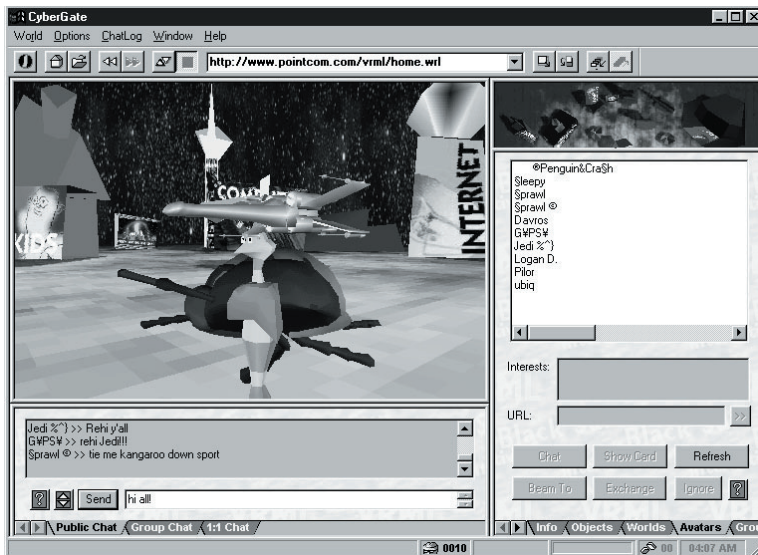 CyberGate
World Options ChatLog Window Help
http://www.pointcom.com/vrml/home.wrl
KIDS
COM
INTERNET
©Penguin&Cra§h
§leepy
§prawl
§prawl ©
Davros
G¥PS¥
Jedi %^}
Logan D.
Pilor
ubiq
Interests:
URL:
>>
Chat Show Card Refresh
Beam To Exchange Ignore ?
Jedi %^} >> Rehi y'all
G¥PS¥ >> rehi Jedi!!!
§prawl © >> tie me kangaroo down sport
? Send hi all!
Public Chat Group Chat 1:1 Chat
Info Objects Worlds Avatars Grou
0010 00 04:07 AM